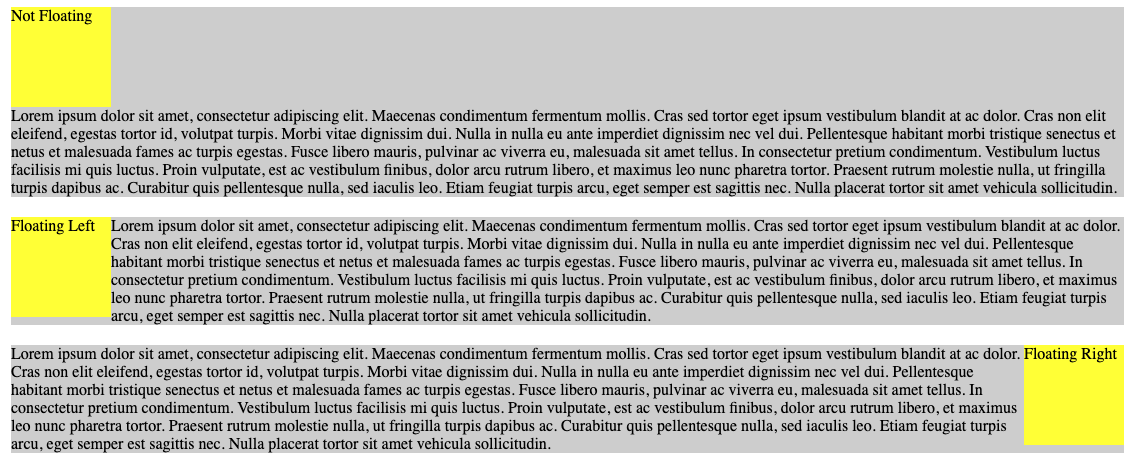 Not Floating
Lorem ipsum dolor sit amet, consectetur adipiscing elit. Maecenas condimentum fermentum mollis. Cras sed tortor eget ipsum vestibulum blandit at ac dolor. Cras non elit
eleifend, egestas tortor id, volutpat turpis. Morbi vitae dignissim dui. Nulla in nulla eu ante imperdiet dignissim nec vel dui. Pellentesque habitant morbi tristique senectus et
netus et malesuada fames ac turpis egestas. Fusce libero mauris, pulvinar ac viverra eu, malesuada sit amet tellus. In consectetur pretium condimentum. Vestibulum luctus
facilisis mi quis luctus. Proin vulputate, est ac vestibulum finibus, dolor arcu rutrum libero, et maximus leo nunc pharetra tortor. Praesent rutrum molestie nulla, ut fringilla
turpis dapibus ac. Curabitur quis pellentesque nulla, sed iaculis leo. Etiam feugiat turpis arcu, eget semper est sagittis nec. Nulla placerat tortor sit amet vehicula sollicitudin.
Floating Left
Lorem ipsum dolor sit amet, consectetur adipiscing elit. Maecenas condimentum fermentum mollis. Cras sed tortor eget ipsum vestibulum blandit at ac dolor.
Cras non elit eleifend, egestas tortor id, volutpat turpis. Morbi vitae dignissim dui. Nulla in nulla eu ante imperdiet dignissim nec vel dui. Pellentesque
habitant morbi tristique senectus et netus et malesuada fames ac turpis egestas. Fusce libero mauris, pulvinar ac viverra eu, malesuada sit amet tellus. In
consectetur pretium condimentum. Vestibulum luctus facilisis mi quis luctus. Proin vulputate, est ac vestibulum finibus, dolor arcu rutrum libero, et maximus
leo nunc pharetra tortor. Praesent rutrum molestie nulla, ut fringilla turpis dapibus ac. Curabitur quis pellentesque nulla, sed iaculis leo. Etiam feugiat turpis
arcu, eget semper est sagittis nec. Nulla placerat tortor sit amet vehicula sollicitudin.
Lorem ipsum dolor sit amet, consectetur adipiscing elit. Maecenas condimentum fermentum mollis. Cras sed tortor eget ipsum vestibulum blandit at ac dolor.
Floating Right
Cras non elit eleifend, egestas tortor id, volutpat turpis. Morbi vitae dignissim dui. Nulla in nulla eu ante imperdiet dignissim nec vel dui. Pellentesque
habitant morbi tristique senectus et netus et malesuada fames ac turpis egestas. Fusce libero mauris, pulvinar ac viverra eu, malesuada sit amet tellus. In
consectetur pretium condimentum. Vestibulum luctus facilisis mi quis luctus. Proin vulputate, est ac vestibulum finibus, dolor arcu rutrum libero, et maximus
leo nunc pharetra tortor. Praesent rutrum molestie nulla, ut fringilla turpis dapibus ac. Curabitur quis pellentesque nulla, sed iaculis leo. Etiam feugiat turpis
arcu, eget semper est sagittis nec. Nulla placerat tortor sit amet vehicula sollicitudin.